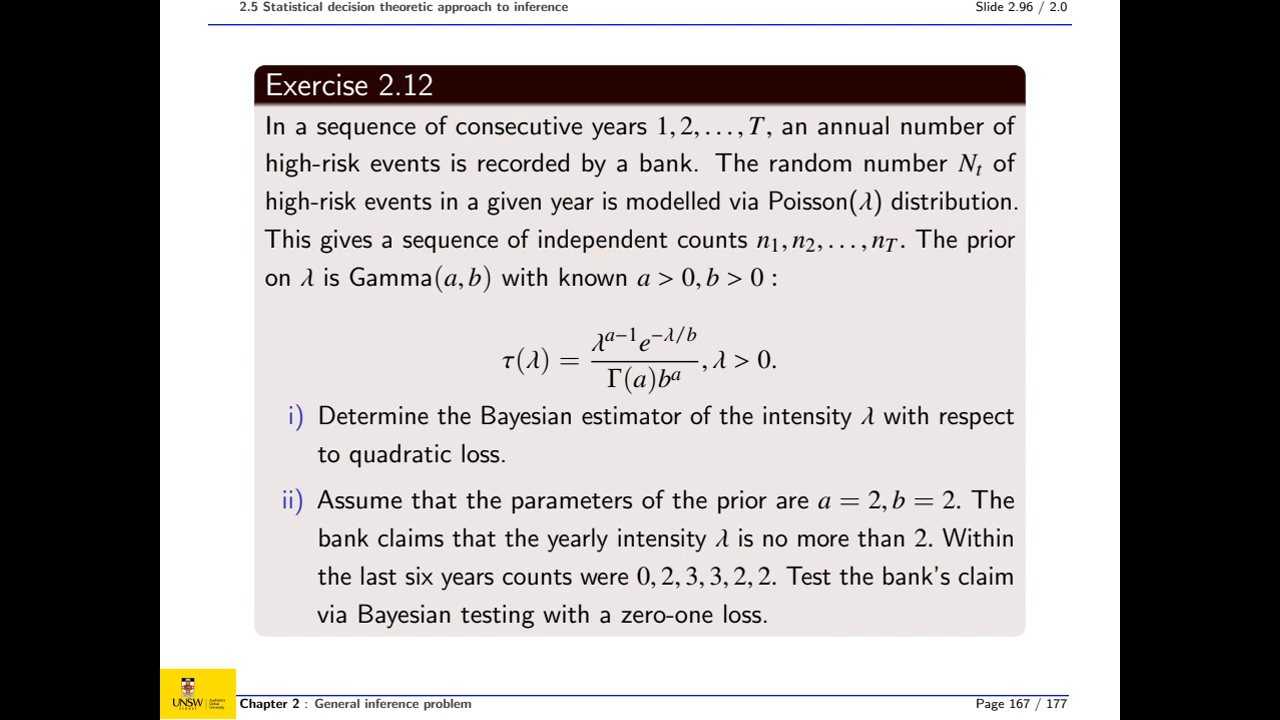 2.5 Statistical decision theoretic approach to inference Slide 2.96 / 2.0
Exercise 2.12
In a sequence of consecutive years 1, 2, . . . , T, an annual number of
high-risk events is recorded by a bank. The random number Nₜ of
high-risk events in a given year is modelled via Poisson(λ) distribution.
This gives a sequence of independent counts n₁, n₂, . . . , n_T. The prior
on λ is Gamma(a, b) with known a > 0, b > 0 :
τ(λ) = λ^{a−1}e^{−λ/b} / Γ(a)b^a , λ > 0.
i) Determine the Bayesian estimator of the intensity λ with respect
to quadratic loss.
ii) Assume that the parameters of the prior are a = 2, b = 2. The
bank claims that the yearly intensity λ is no more than 2. Within
the last six years counts were 0, 2, 3, 3, 2, 2. Test the bank's claim
via Bayesian testing with a zero-one loss.
UNSW
Chapter 2 : General inference problem Page 167 / 177